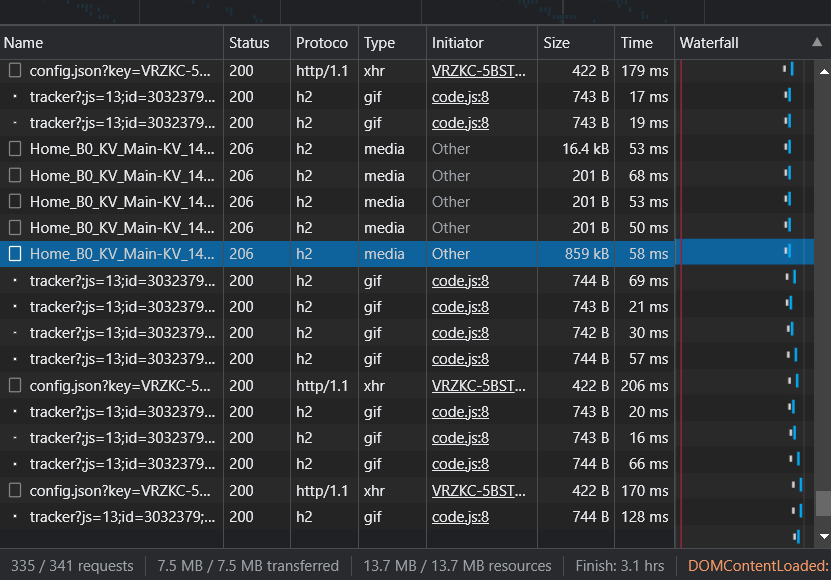 Name Status Protoco Type Initiator Size Time Waterfall
config.json?key=VRZKC-5... 200 http/1.1 xhr VRZKC-5BST... 422 B 179 ms
tracker?;js=13;id=3032379... 200 h2 gif code.js:8 743 B 17 ms
tracker?;js=13;id=3032379... 200 h2 gif code.js:8 743 B 19 ms
Home_B0_KV_Main-KV_14... 206 h2 media Other 16.4 kB 53 ms
Home_B0_KV_Main-KV_14... 206 h2 media Other 201 B 68 ms
Home_B0_KV_Main-KV_14... 206 h2 media Other 201 B 53 ms
Home_B0_KV_Main-KV_14... 206 h2 media Other 201 B 50 ms
Home_B0_KV_Main-KV_14... 206 h2 media Other 859 kB 58 ms
tracker?;js=13;id=3032379... 200 h2 gif code.js:8 744 B 69 ms
tracker?;js=13;id=3032379... 200 h2 gif code.js:8 743 B 21 ms
tracker?;js=13;id=3032379... 200 h2 gif code.js:8 742 B 30 ms
tracker?;js=13;id=3032379... 200 h2 gif code.js:8 744 B 57 ms
config.json?key=VRZKC-5... 200 http/1.1 xhr VRZKC-5BST... 422 B 206 ms
tracker?;js=13;id=3032379... 200 h2 gif code.js:8 743 B 20 ms
tracker?;js=13;id=3032379... 200 h2 gif code.js:8 743 B 16 ms
tracker?;js=13;id=3032379... 200 h2 gif code.js:8 744 B 66 ms
config.json?key=VRZKC-5... 200 http/1.1 xhr VRZKC-5BST... 422 B 170 ms
tracker?;js=13;id=3032379;... 200 h2 gif code.js:8 744 B 128 ms
335 / 341 requests 7.5 MB / 7.5 MB transferred 13.7 MB / 13.7 MB resources Finish: 3.1 hrs DOMContentLoaded: